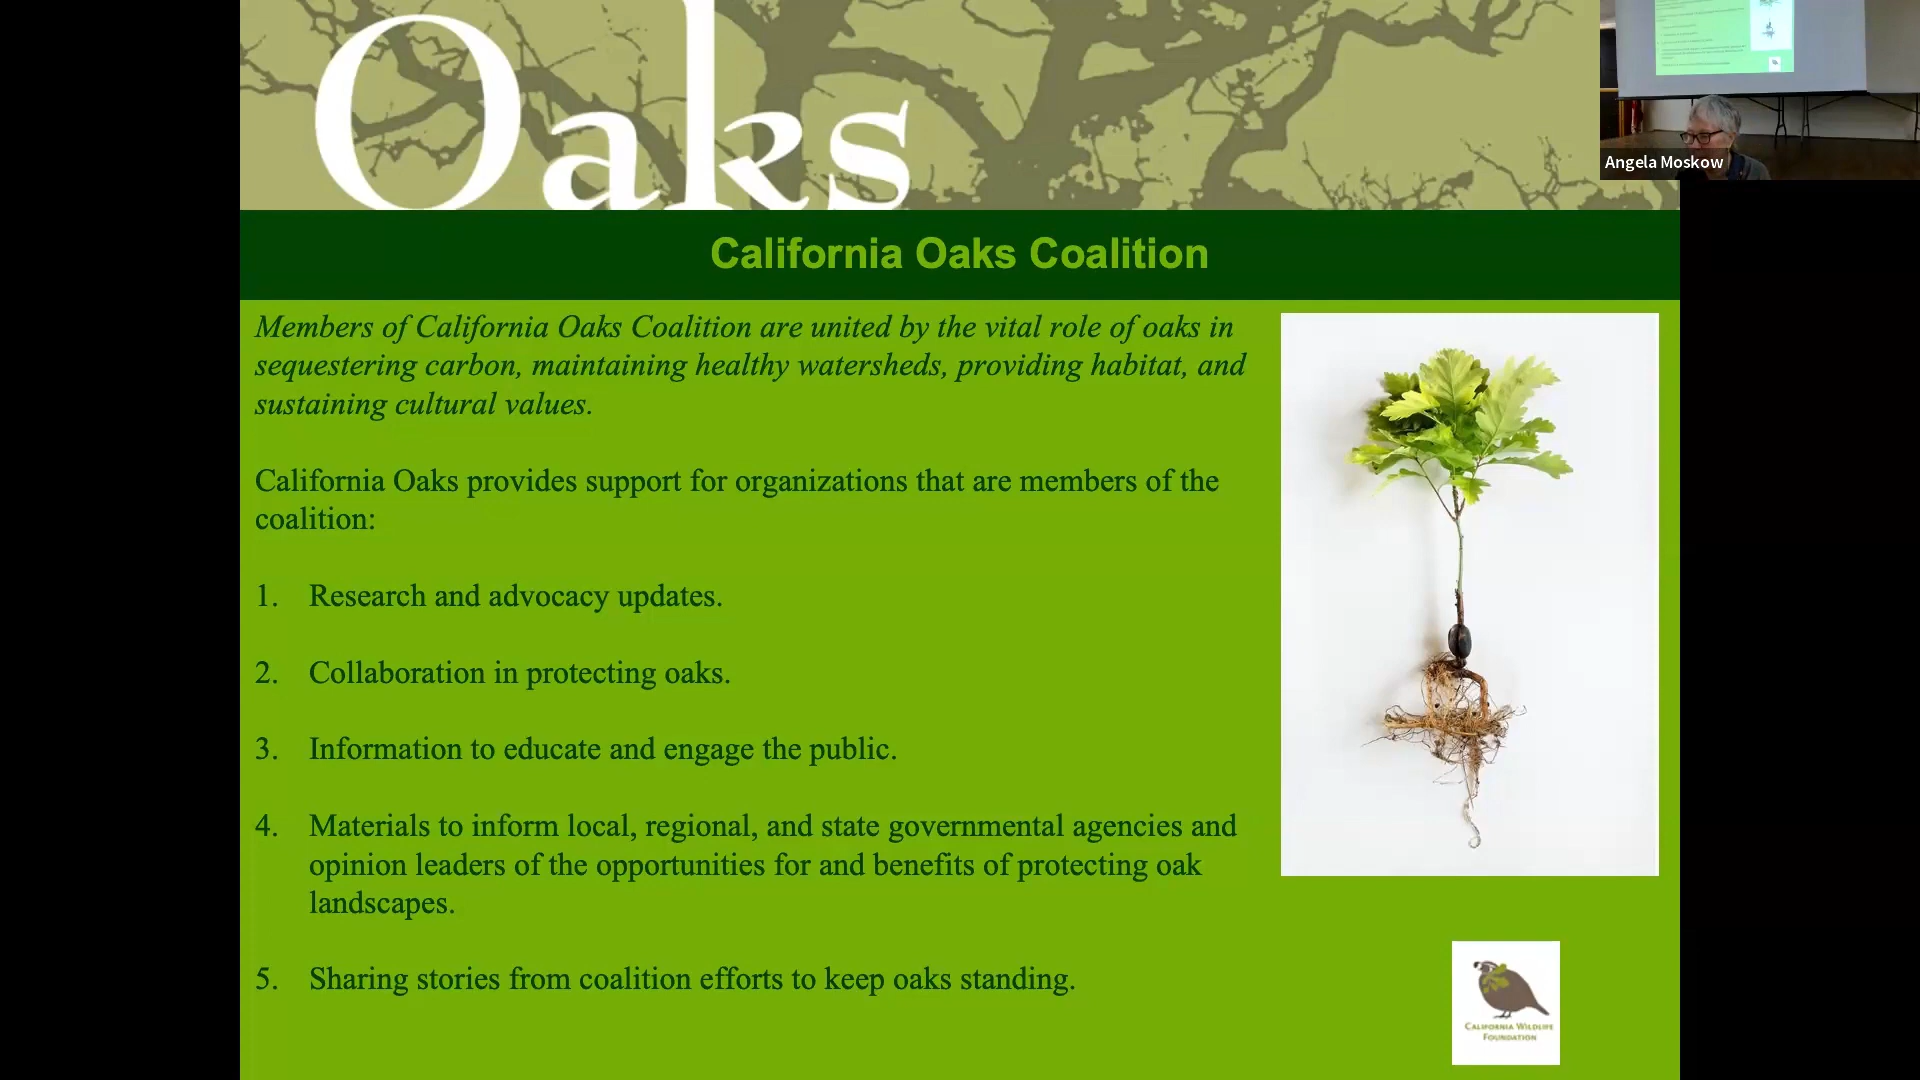 Oaks
Angela Moskow
California Oaks Coalition
Members of California Oaks Coalition are united by the vital role of oaks in
sequestering carbon, maintaining healthy watersheds, providing habitat, and
sustaining cultural values.
California Oaks provides support for organizations that are members of the
coalition:
1. Research and advocacy updates.
2. Collaboration in protecting oaks.
3. Information to educate and engage the public.
4. Materials to inform local, regional, and state governmental agencies and
opinion leaders of the opportunities for and benefits of protecting oak
landscapes.
5. Sharing stories from coalition efforts to keep oaks standing.
CALIFORNIA WILDLIFE
FOUNDATION